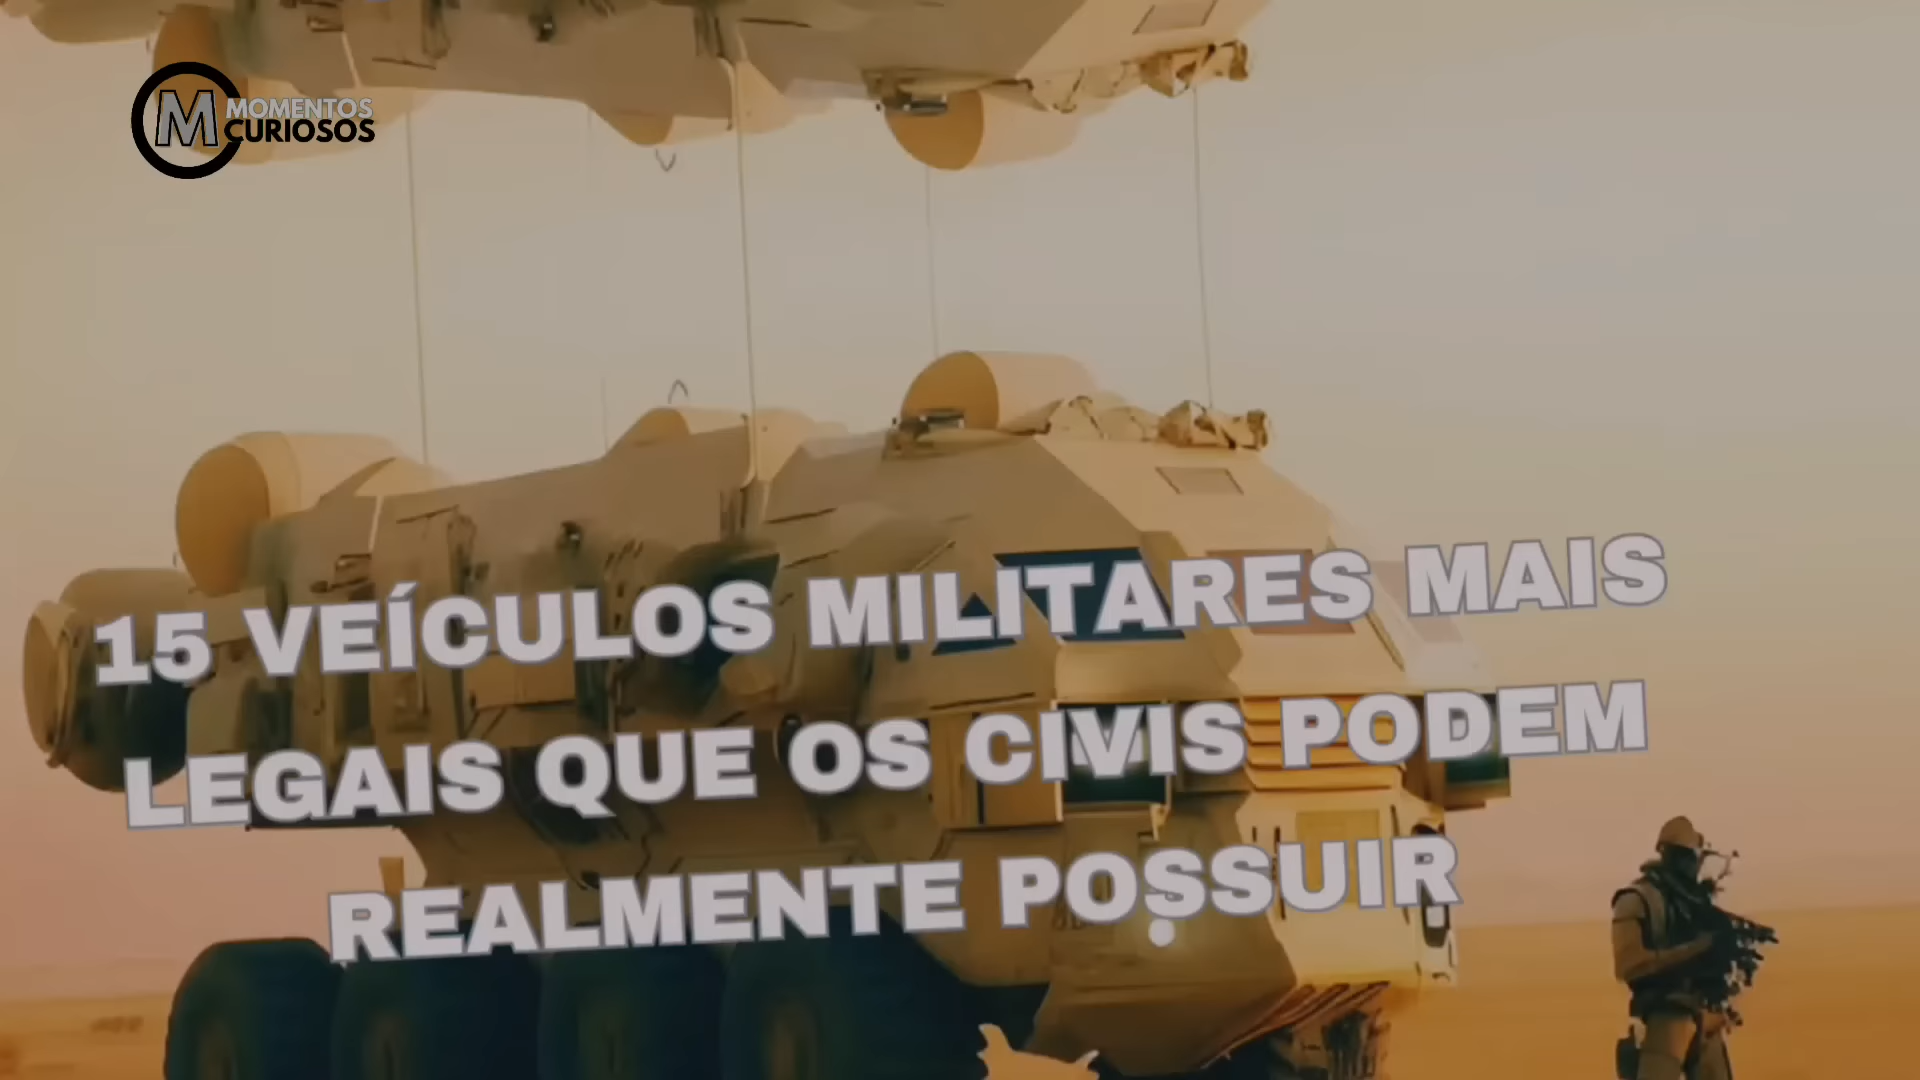 MOMENTOS
CURIOSOS
15 VEÍCULOS MILITARES MAIS
LEGAIS QUE OS CIVIS PODEM
REALMENTE POSSUIR